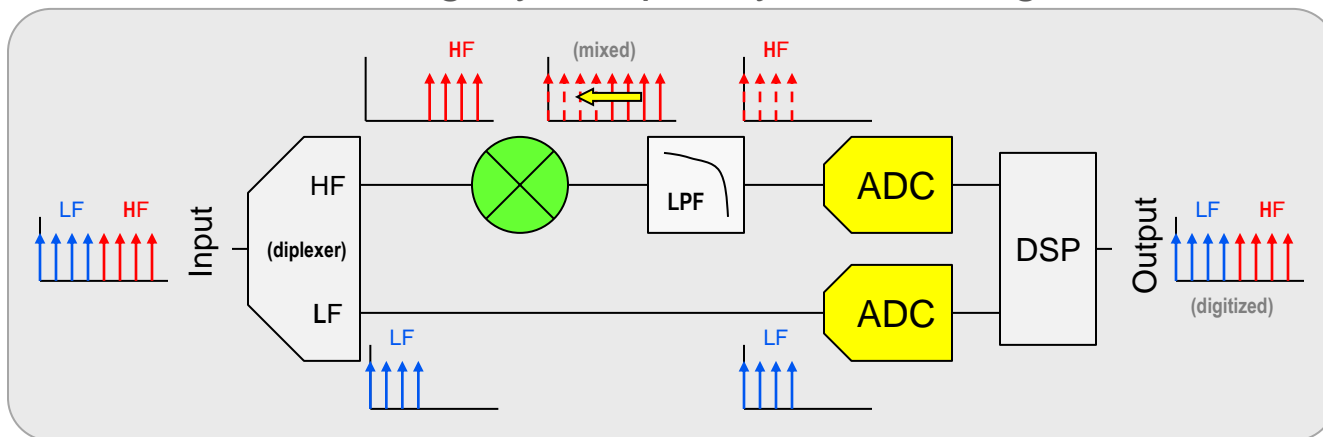 HF
(mixed)
HF
HF
LPF
ADC
LF
HF
Input
(diplexer)
DSP
Output
LF
HF
(digitized)
LF
ADC
LF
LF